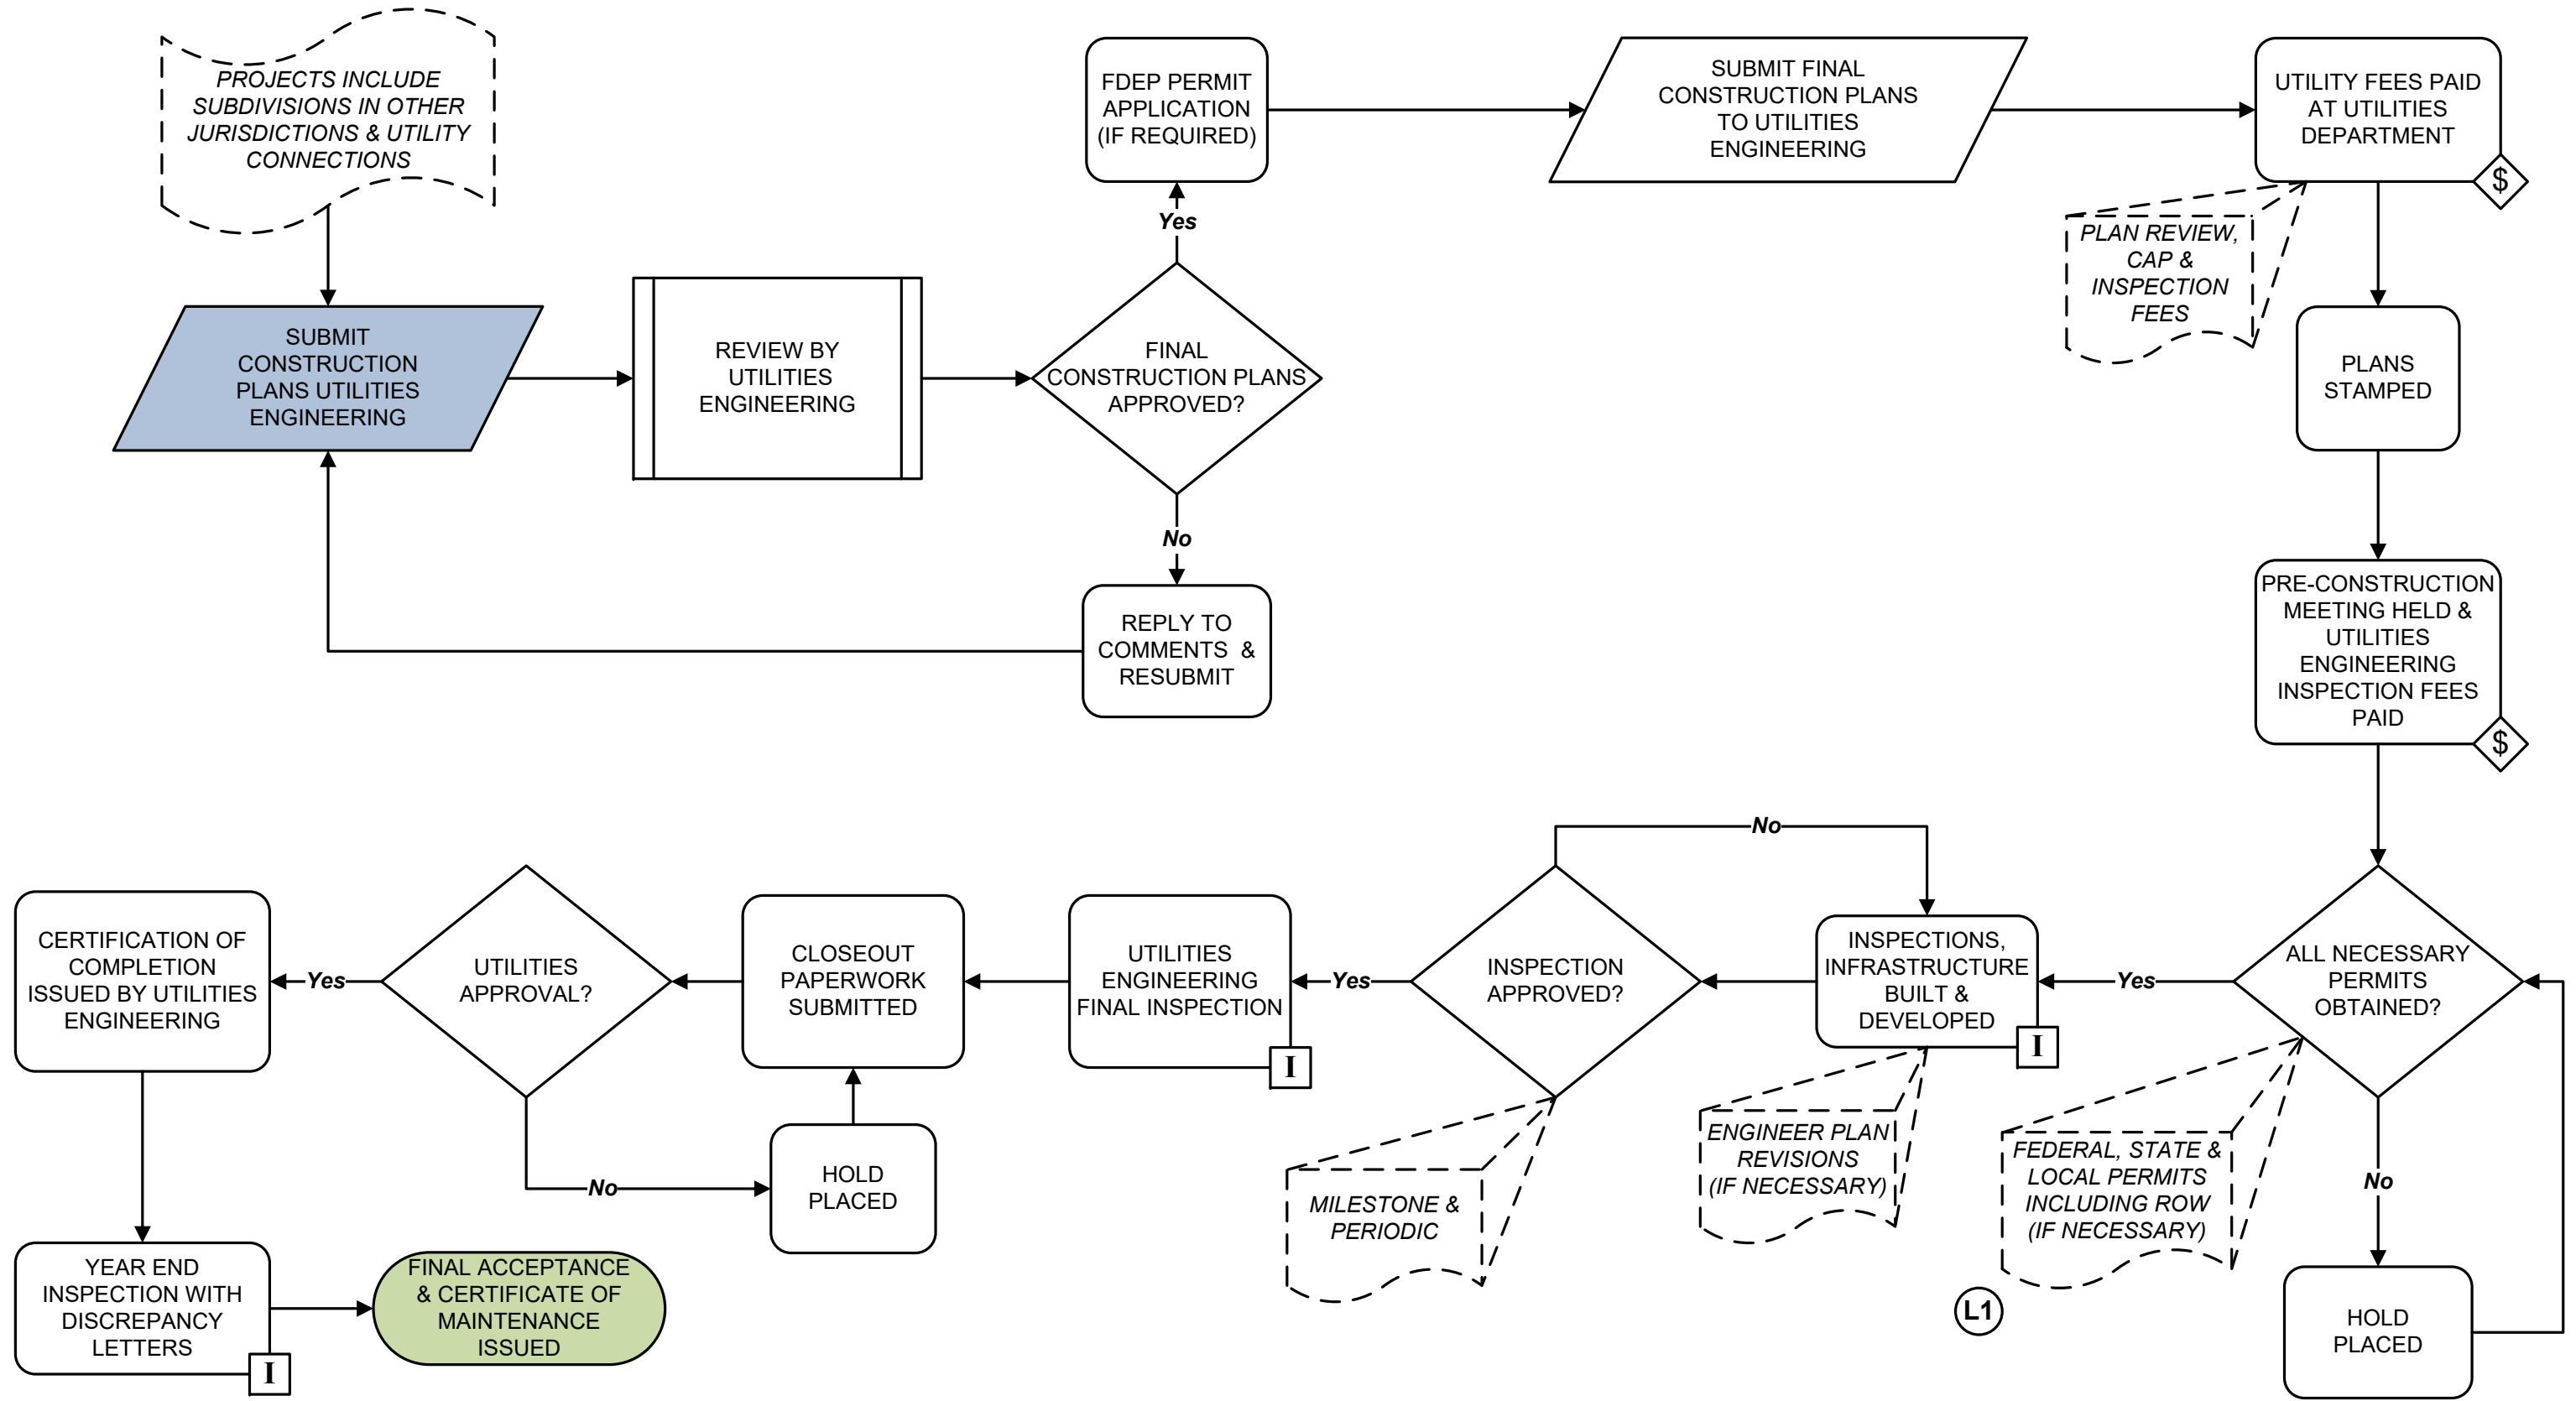 PROJECTS INCLUDE
SUBDIVISIONS IN OTHER
JURISDICTIONS & UTILITY
CONNECTIONS
SUBMIT
CONSTRUCTION
PLANS UTILITIES
ENGINEERING
REVIEW BY
UTILITIES
ENGINEERING
FINAL
CONSTRUCTION PLANS
APPROVED?
Yes
FDEP PERMIT
APPLICATION
(IF REQUIRED)
No
REPLY TO
COMMENTS &
RESUBMIT
SUBMIT FINAL
CONSTRUCTION PLANS
TO UTILITIES
ENGINEERING
UTILITY FEES PAID
AT UTILITIES
DEPARTMENT
$
PLAN REVIEW,
CAP &
INSPECTION
FEES
PLANS
STAMPED
PRE-CONSTRUCTION
MEETING HELD &
UTILITIES
ENGINEERING
INSPECTION FEES
PAID
$
ALL NECESSARY
PERMITS
OBTAINED?
No
HOLD
PLACED
FEDERAL, STATE &
LOCAL PERMITS
INCLUDING ROW
(IF NECESSARY)
L1
Yes
INSPECTIONS,
INFRASTRUCTURE
BUILT &
DEVELOPED
I
ENGINEER PLAN
REVISIONS
(IF NECESSARY)
INSPECTION
APPROVED?
No
MILESTONE &
PERIODIC
Yes
UTILITIES
ENGINEERING
FINAL INSPECTION
I
CLOSEOUT
PAPERWORK
SUBMITTED
UTILITIES
APPROVAL?
No
HOLD
PLACED
Yes
CERTIFICATION OF
COMPLETION
ISSUED BY UTILITIES
ENGINEERING
YEAR END
INSPECTION WITH
DISCREPANCY
LETTERS
I
FINAL ACCEPTANCE
& CERTIFICATE OF
MAINTENANCE
ISSUED